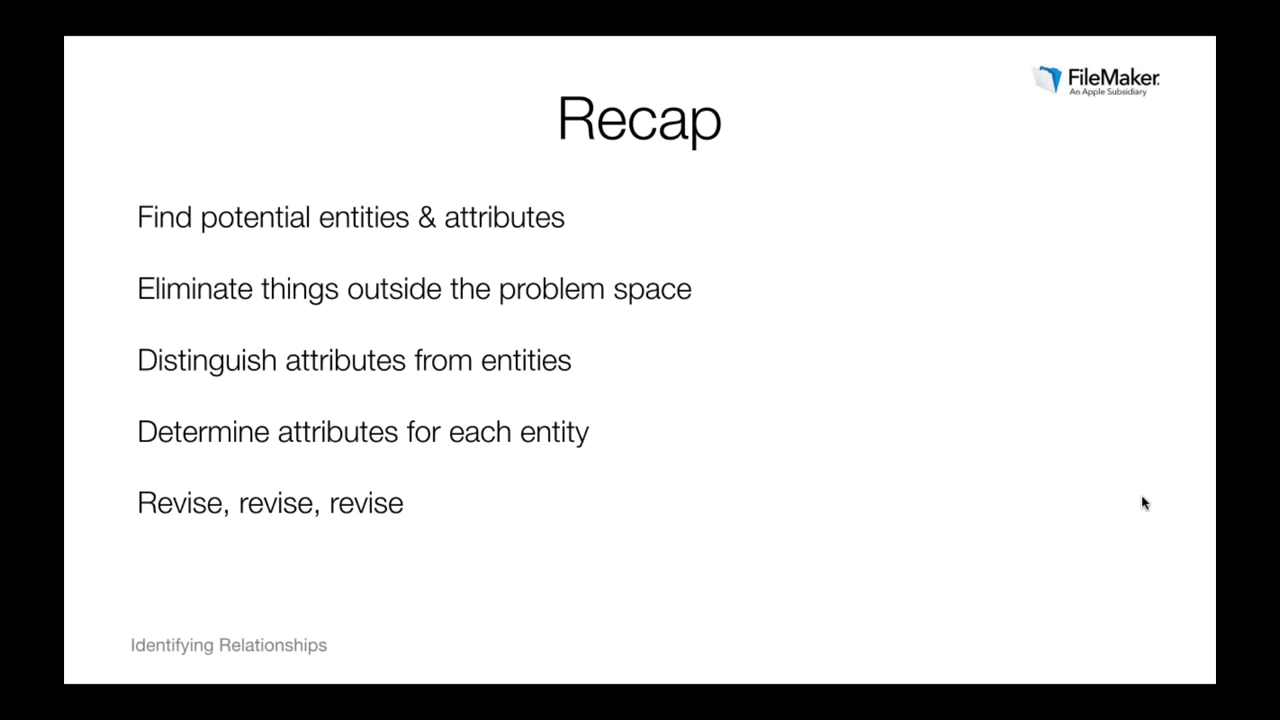 FileMaker.
An Apple Subsidiary
Recap
Find potential entities & attributes
Eliminate things outside the problem space
Distinguish attributes from entities
Determine attributes for each entity
Revise, revise, revise
Identifying Relationships